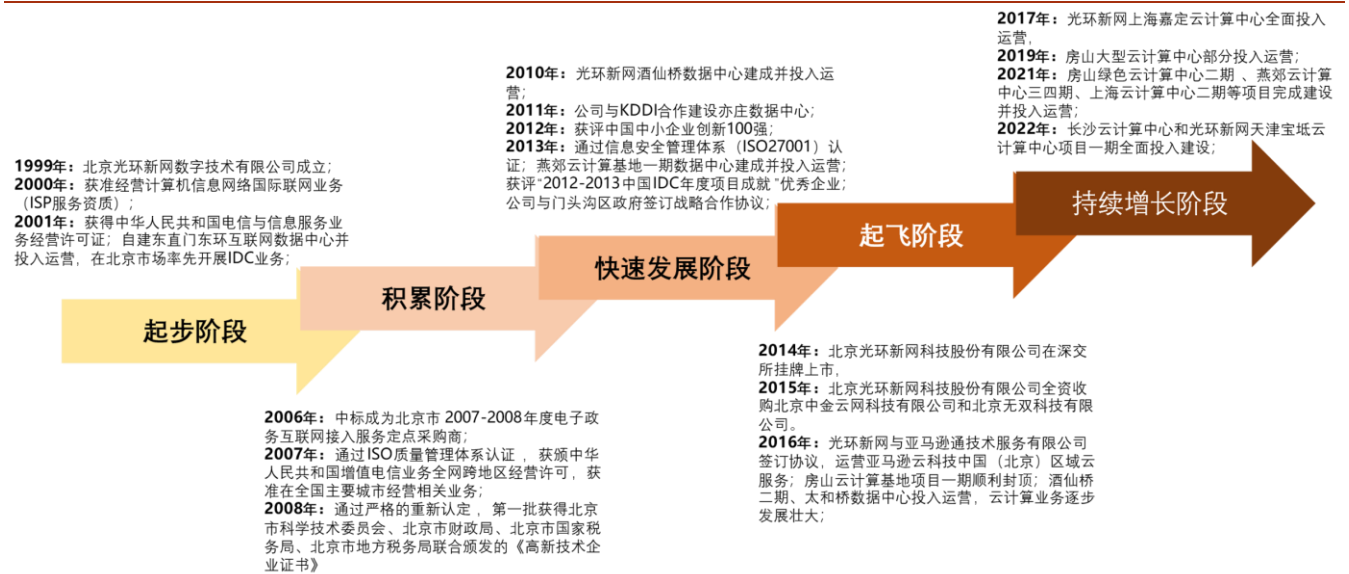 1999年：北京光环新网数字技术有限公司成立；
2000年：获准经营计算机信息网络国际联网业务
（ISP服务资质）；
2001年：获得中华人民共和国电信与信息服务业
务经营许可证；自建东直门东环互联网数据中心并
投入运营，在北京市场率先开展IDC业务；
起步阶段
积累阶段
2006年：中标成为北京市 2007-2008年度电子政
务互联网接入服务定点采购商；
2007年：通过ISO质量管理体系认证 ，获颁中华
人民共和国增值电信业务全网跨地区经营许可，获
准在全国主要城市经营相关业务；
2008年：通过严格的重新认定 ，第一批获得北京
市科学技术委员会、北京市财政局、北京市国家税
务局、北京市地方税务局联合颁发的《高新技术企
业证书》
2010年：光环新网酒仙桥数据中心建成并投入运
营；
2011年：公司与KDDI合作建设亦庄数据中心；
2012年：获评中国中小企业创新100强；
2013年：通过信息安全管理体系（ISO27001）认
证；燕郊云计算基地一期数据中心建成并投入运营；
获评"2012-2013中国IDC年度项目成就 "优秀企业；
公司与门头沟区政府签订战略合作协议；
快速发展阶段
起飞阶段
2014年：北京光环新网科技股份有限公司在深交
所挂牌上市，
2015年：北京光环新网科技股份有限公司全资收
购北京中金云网科技有限公司和北京无双科技有限
公司。
2016年：光环新网与亚马逊通技术服务有限公司
签订协议，运营亚马逊云科技中国（北京）区域云
服务；房山云计算基地项目一期顺利封顶；酒仙桥
二期、太和桥数据中心投入运营，云计算业务逐步
发展壮大；
2017年：光环新网上海嘉定云计算中心全面投入
运营，
2019年：房山大型云计算中心部分投入运营；
2021年：房山绿色云计算中心二期 、燕郊云计算
中心三四期、上海云计算中心二期等项目完成建设
并投入运营；
2022年：长沙云计算中心和光环新网天津宝坻云
计算中心项目一期全面投入建设；
持续增长阶段